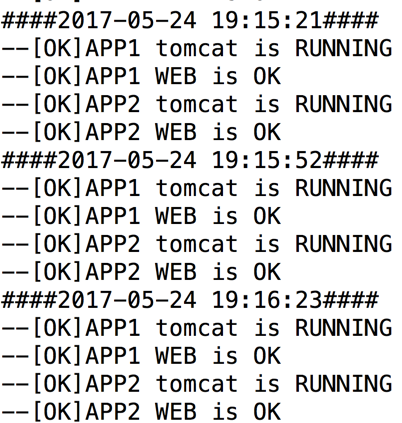 ####2017-05-24 19:15:21####
--[OK]APP1 tomcat is RUNNING
--[OK]APP1 WEB is OK
--[OK]APP2 tomcat is RUNNING
--[OK]APP2 WEB is OK
####2017-05-24 19:15:52####
--[OK]APP1 tomcat is RUNNING
--[OK]APP1 WEB is OK
--[OK]APP2 tomcat is RUNNING
--[OK]APP2 WEB is OK
####2017-05-24 19:16:23####
--[OK]APP1 tomcat is RUNNING
--[OK]APP1 WEB is OK
--[OK]APP2 tomcat is RUNNING
--[OK]APP2 WEB is OK